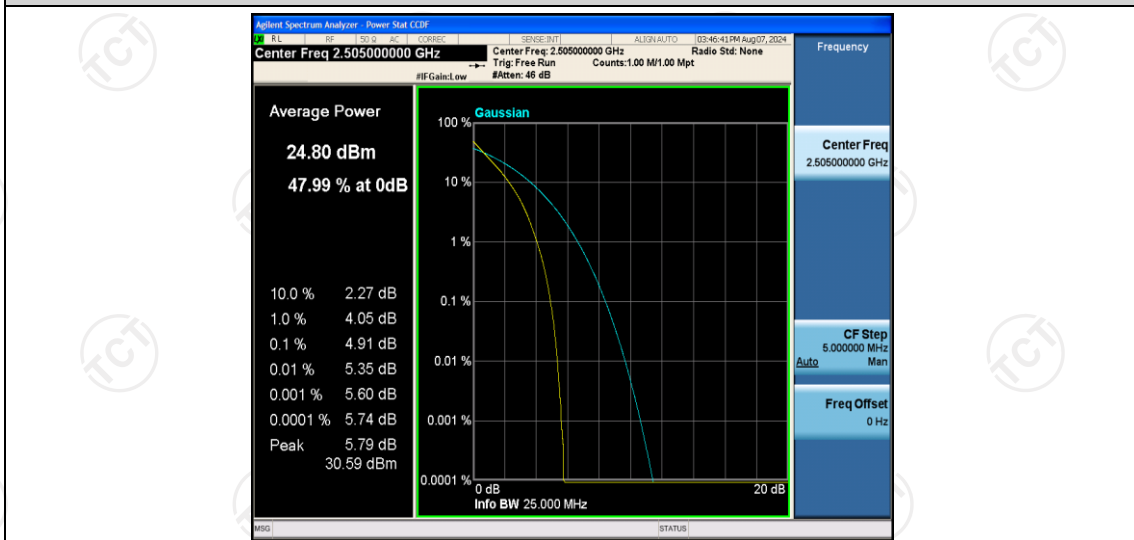 Agilent Spectrum Analyzer - Power Stat CCDF
RL RF 50 Ω AC CORREC SENSE:INT ALIGN AUTO 03:46:41 PM Aug 07, 2024
Center Freq 2.505000000 GHz
Center Freq: 2.505000000 GHz Radio Std: None
Trig: Free Run Counts:1.00 M/1.00 Mpt
#IFGain:Low #Atten: 46 dB
Frequency
Average Power
24.80 dBm
47.99 % at 0dB
10.0 % 2.27 dB
1.0 % 4.05 dB
0.1 % 4.91 dB
0.01 % 5.35 dB
0.001 % 5.60 dB
0.0001 % 5.74 dB
Peak 5.79 dB
30.59 dBm
Gaussian
100 %
10 %
1 %
0.1 %
0.01 %
0.001 %
0.0001 %
0 dB 20 dB
Info BW 25.000 MHz
Center Freq
2.505000000 GHz
CF Step
5.000000 MHz
Auto Man
Freq Offset
0 Hz
MSG STATUS
TCT
TCT
TCT
TCT